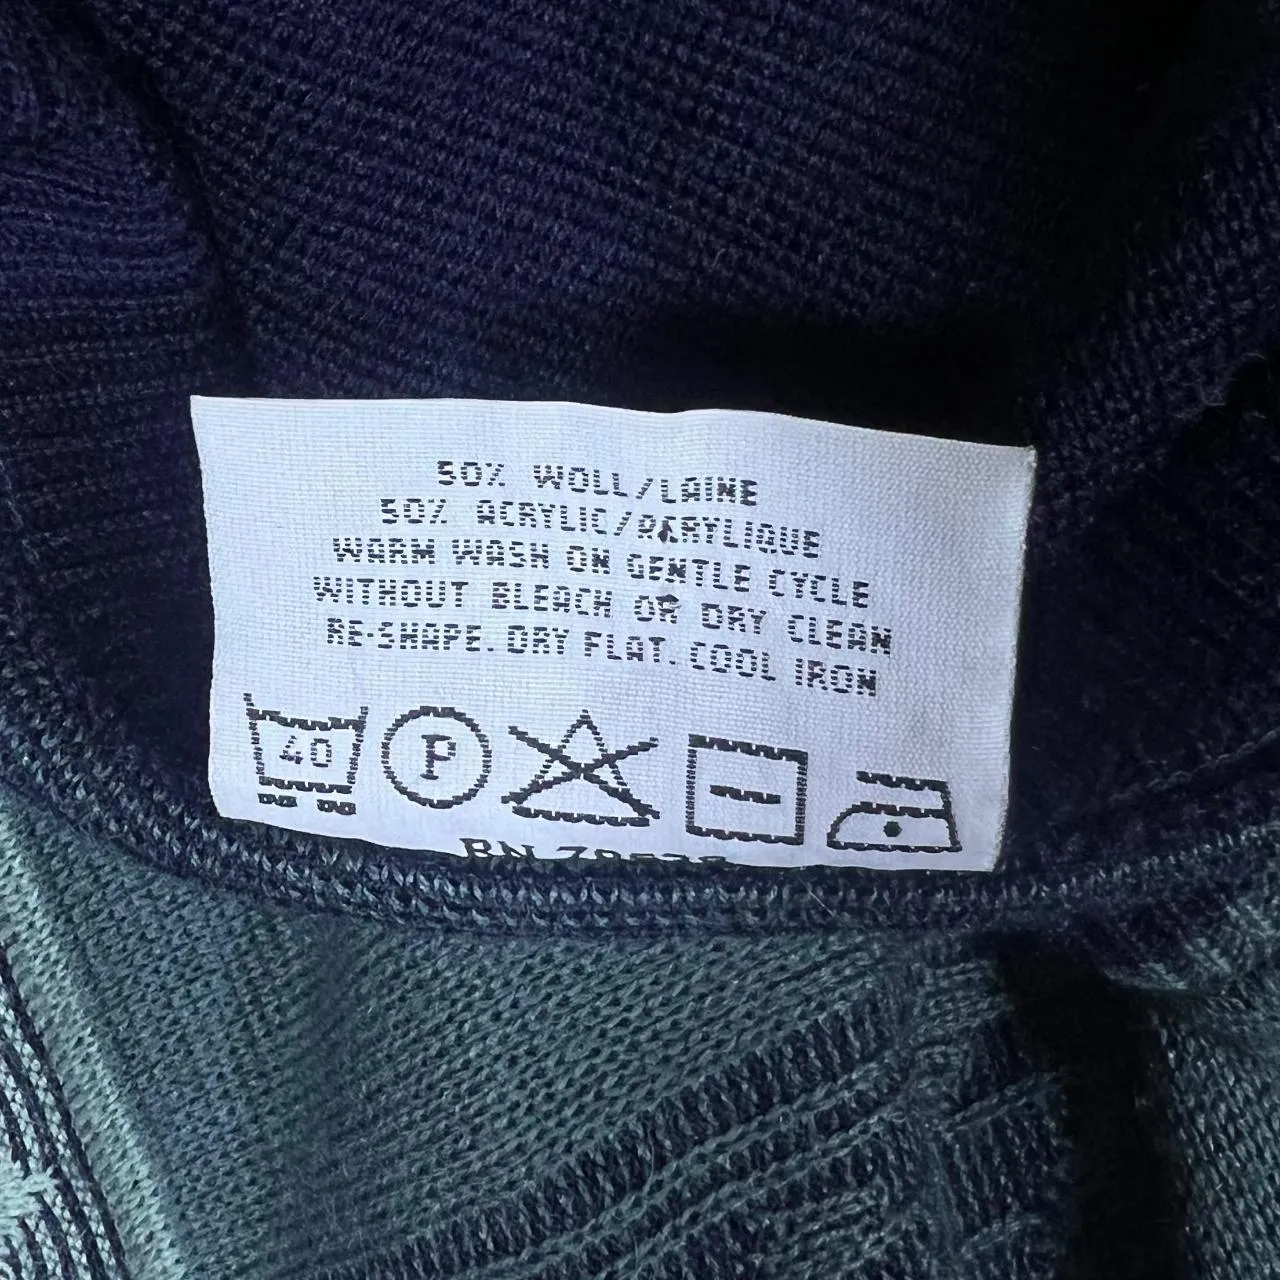 50% WOLL/LAINE
50% ACRYLIC/ACRYLIQUE
WARM WASH ON GENTLE CYCLE
WITHOUT BLEACH OR DRY CLEAN
RE-SHAPE. DRY FLAT. COOL IRON
40 P
RN